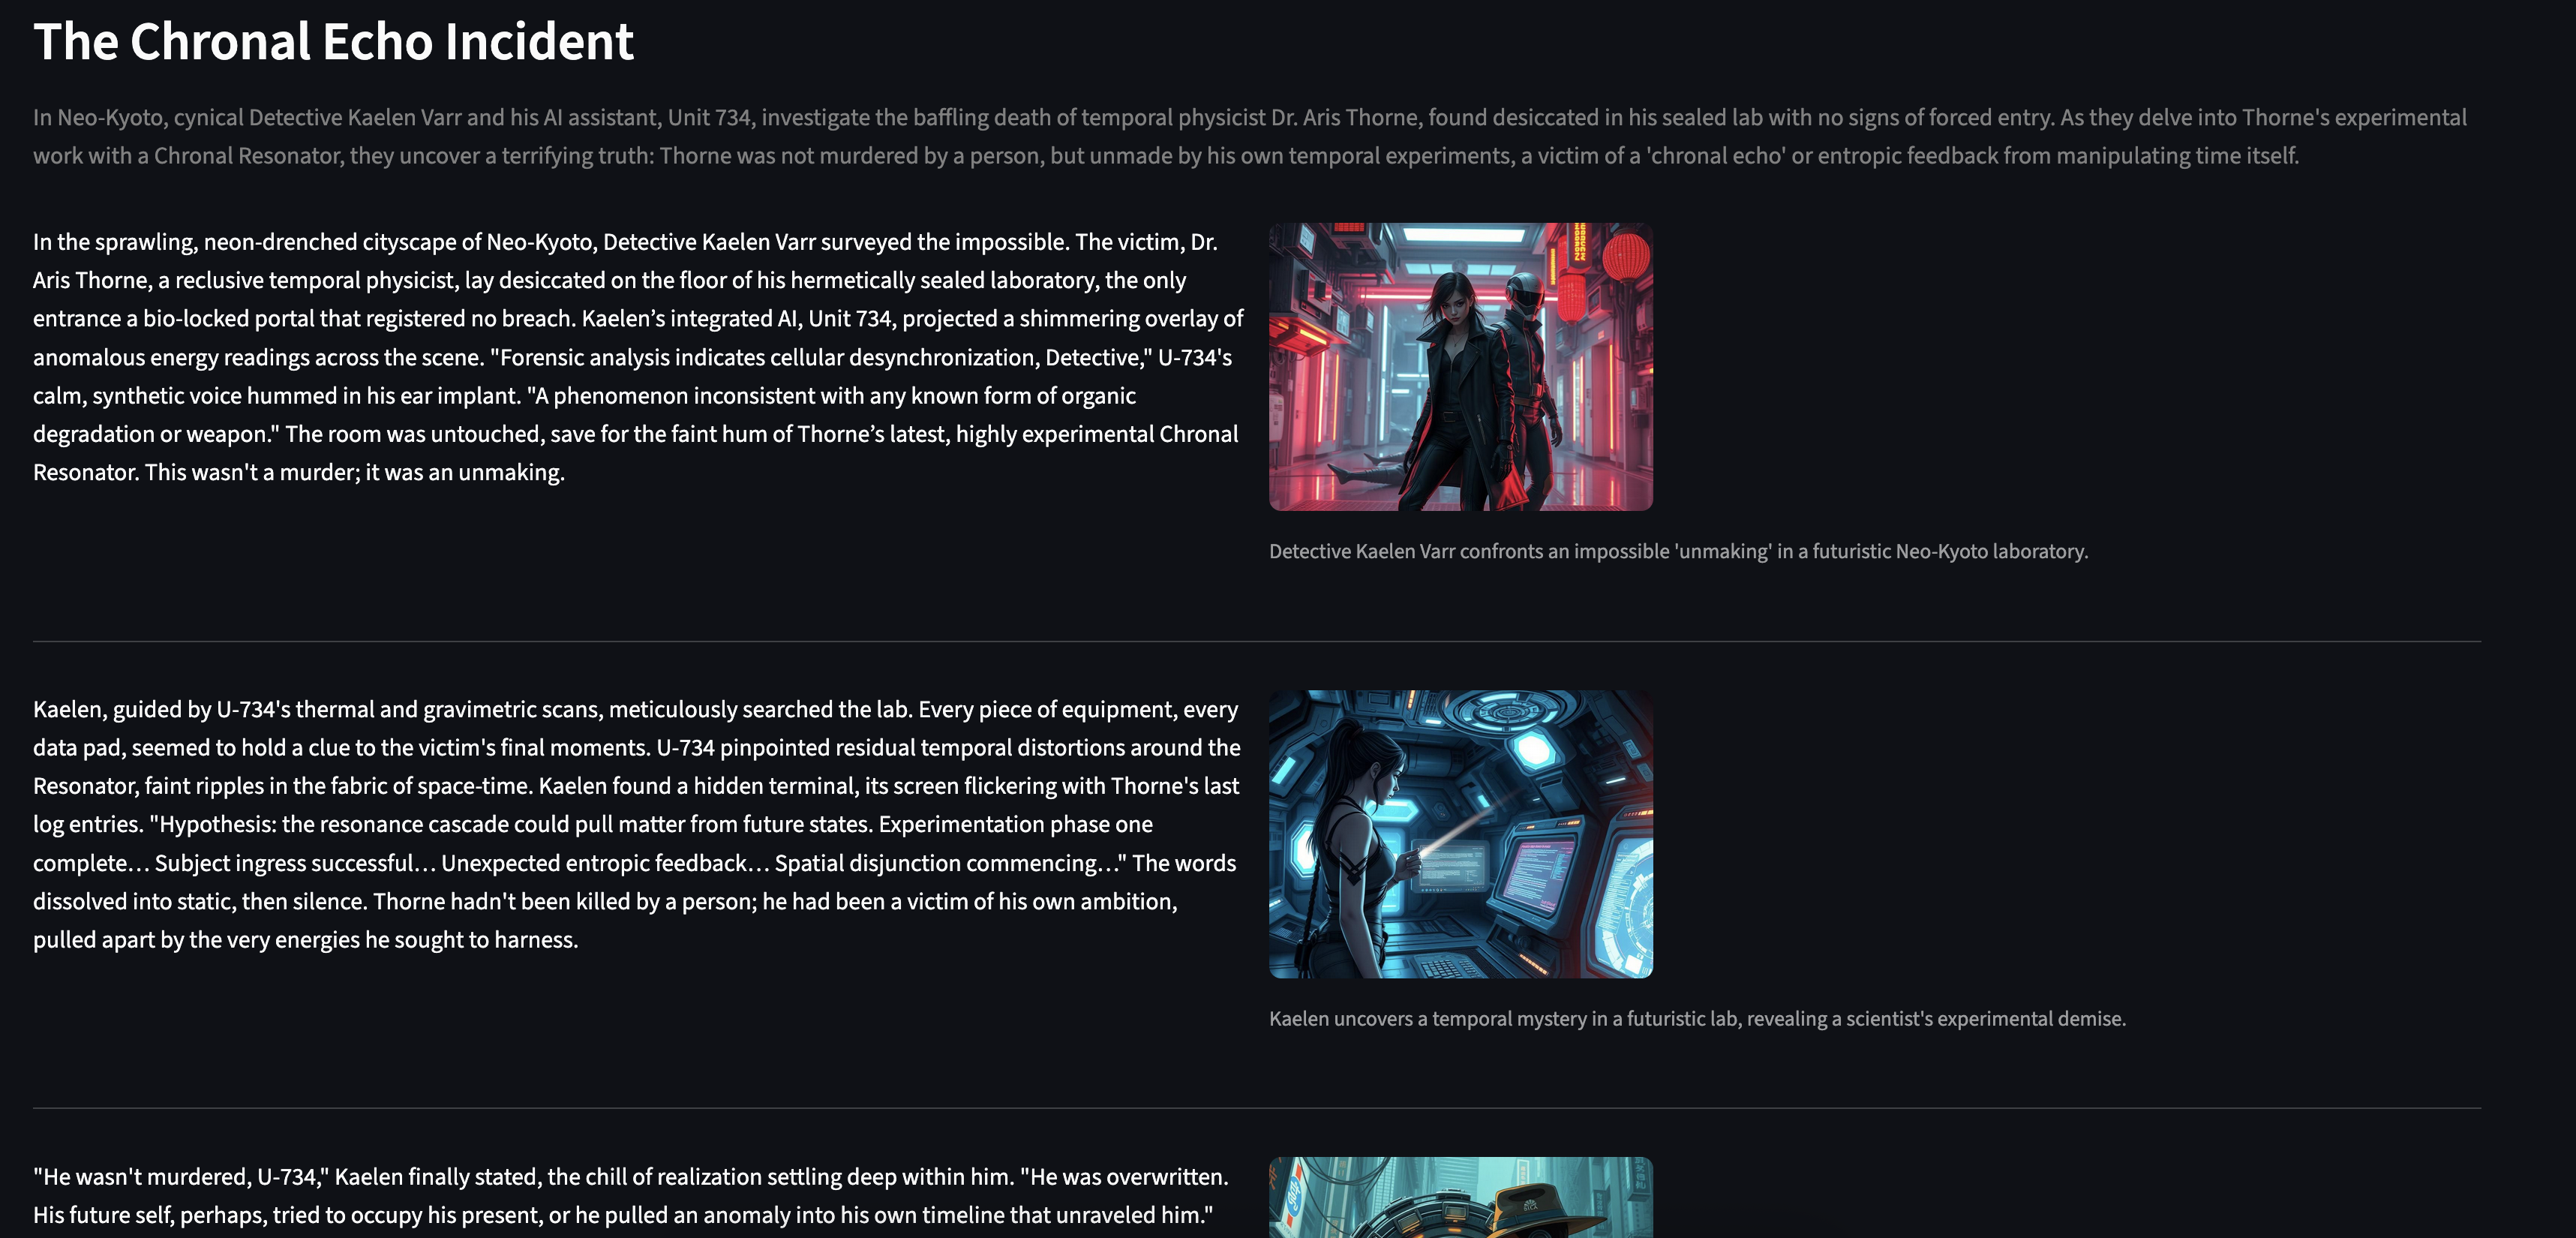 The Chronal Echo Incident
In Neo-Kyoto, cynical Detective Kaelen Varr and his AI assistant, Unit 734, investigate the baffling death of temporal physicist Dr. Aris Thorne, found desiccated in his sealed lab with no signs of forced entry. As they delve into Thorne's experimental
work with a Chronal Resonator, they uncover a terrifying truth: Thorne was not murdered by a person, but unmade by his own temporal experiments, a victim of a 'chronal echo' or entropic feedback from manipulating time itself.
In the sprawling, neon-drenched cityscape of Neo-Kyoto, Detective Kaelen Varr surveyed the impossible. The victim, Dr.
Aris Thorne, a reclusive temporal physicist, lay desiccated on the floor of his hermetically sealed laboratory, the only
entrance a bio-locked portal that registered no breach. Kaelen’s integrated AI, Unit 734, projected a shimmering overlay of
anomalous energy readings across the scene. "Forensic analysis indicates cellular desynchronization, Detective," U-734's
calm, synthetic voice hummed in his ear implant. "A phenomenon inconsistent with any known form of organic
degradation or weapon." The room was untouched, save for the faint hum of Thorne’s latest, highly experimental Chronal
Resonator. This wasn't a murder; it was an unmaking.
Detective Kaelen Varr confronts an impossible 'unmaking' in a futuristic Neo-Kyoto laboratory.
Kaelen, guided by U-734's thermal and gravimetric scans, meticulously searched the lab. Every piece of equipment, every
data pad, seemed to hold a clue to the victim's final moments. U-734 pinpointed residual temporal distortions around the
Resonator, faint ripples in the fabric of space-time. Kaelen found a hidden terminal, its screen flickering with Thorne's last
log entries. "Hypothesis: the resonance cascade could pull matter from future states. Experimentation phase one
complete… Subject ingress successful… Unexpected entropic feedback… Spatial disjunction commencing…" The words
dissolved into static, then silence. Thorne hadn't been killed by a person; he had been a victim of his own ambition,
pulled apart by the very energies he sought to harness.
Kaelen uncovers a temporal mystery in a futuristic lab, revealing a scientist's experimental demise.
"He wasn't murdered, U-734," Kaelen finally stated, the chill of realization settling deep within him. "He was overwritten.
His future self, perhaps, tried to occupy his present, or he pulled an anomaly into his own timeline that unraveled him."